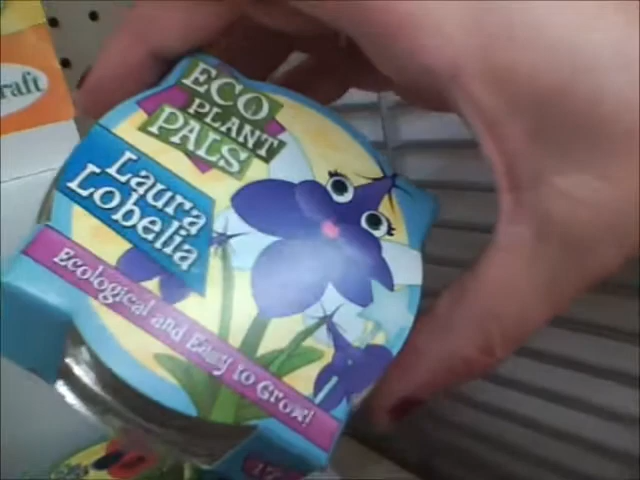 raft
ECO
PLANT
PALS
Laura
Lobelia
Ecological and Easy to Grow!